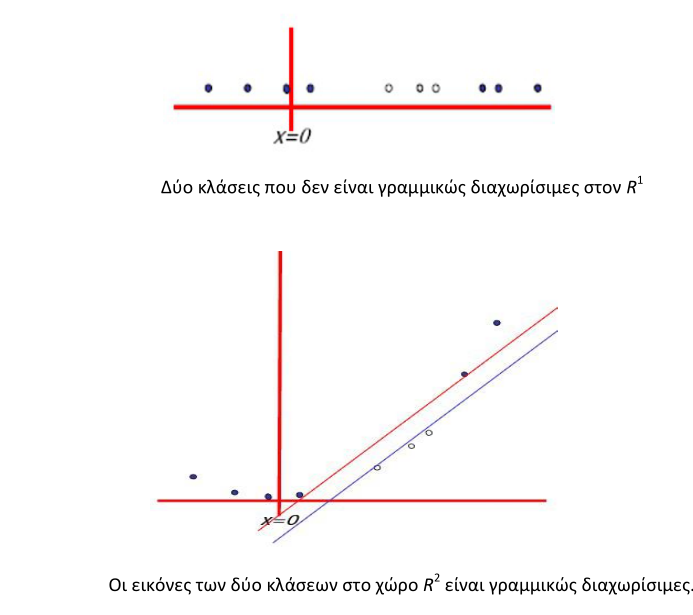 x=0
Δύο κλάσεις που δεν είναι γραμμικώς διαχωρίσιμες στον R¹
x=0
Οι εικόνες των δύο κλάσεων στο χώρο R² είναι γραμμικώς διαχωρίσιμες.